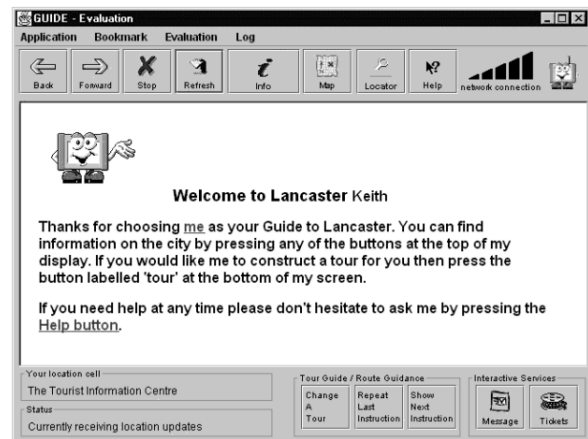 GUIDE - Evaluation
Application Bookmark Evaluation Log
Back Forward Stop Refresh Info Map Locator Help network connection
Welcome to Lancaster Keith
Thanks for choosing me as your Guide to Lancaster. You can find
information on the city by pressing any of the buttons at the top of my
display. If you would like me to construct a tour for you then press the
button labelled 'tour' at the bottom of my screen.
If you need help at any time please don't hesitate to ask me by pressing the
Help button.
Your location cell
The Tourist Information Centre
Status
Currently receiving location updates
Tour Guide / Route Guidance
Change
A
Tour
Repeat
Last
Instruction
Show
Next
Instruction
Interactive Services
Message
Tickets